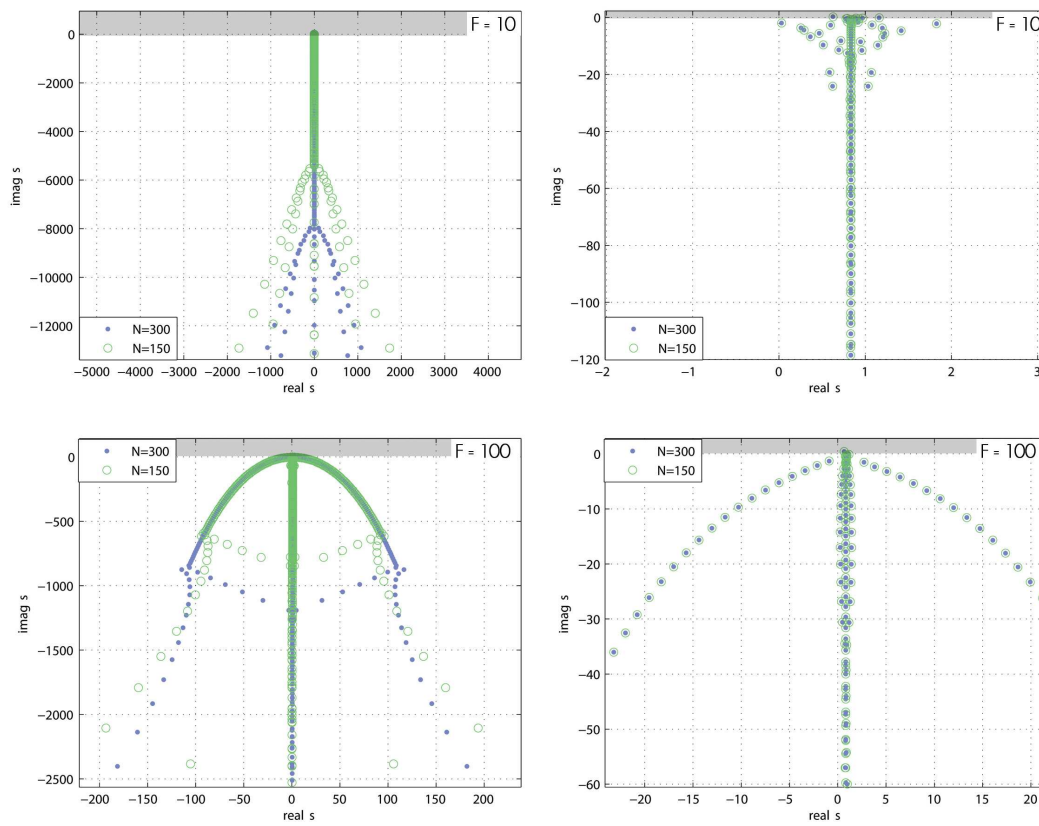 F = 10
0
−2000
−4000
−6000
−8000
−10000
−12000
imag s
N=300
N=150
−5000 −4000 −3000 −2000 −1000 0 1000 2000 3000 4000
real s
F = 10
0
−20
−40
−60
−80
−100
−120
imag s
N=300
N=150
−2 −1 0 1 2 3
real s
F = 100
0
−500
−1000
−1500
−2000
−2500
imag s
N=300
N=150
−200 −150 −100 −50 0 50 100 150 200
real s
F = 100
0
−10
−20
−30
−40
−50
−60
imag s
N=300
N=150
−20 −15 −10 −5 0 5 10 15 20
real s